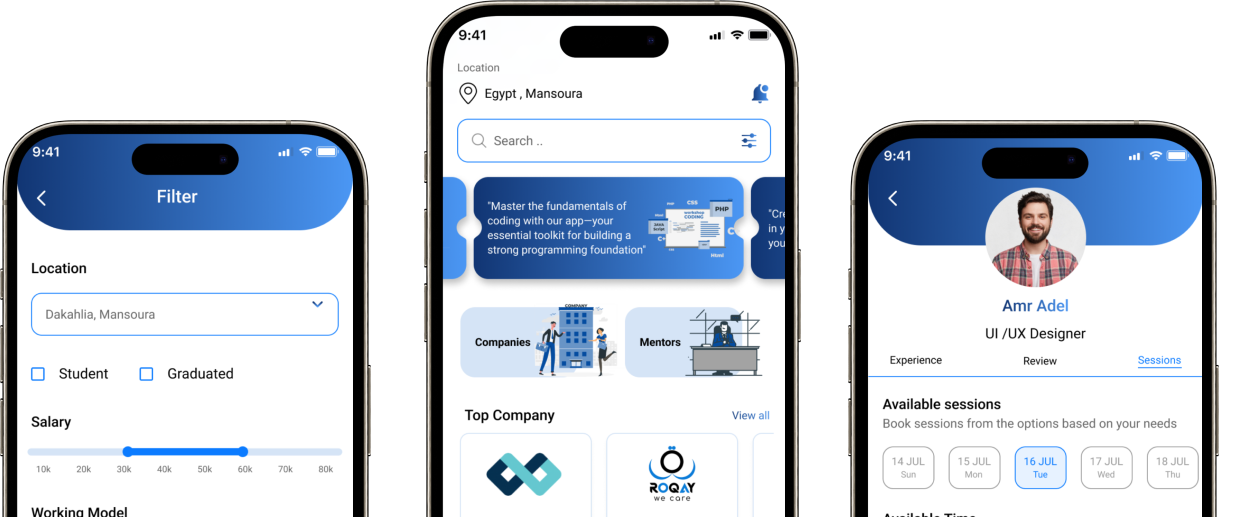 9:41
Filter
Location
Dakahlia, Mansoura
Student
Graduated
Salary
10k 20k 30k 40k 50k 60k 70k 80k
Working Model
9:41
Location
Egypt , Mansoura
Search ..
"Master the fundamentals of
coding with our app—your
essential toolkit for building a
strong programming foundation"
PHP
CSS
PHP
workshop
CODING
Html
"Cre
in y
you
COMPANY
Companies
Mentors
Top Company
View all
ROQAY
we care
9:41
Amr Adel
UI /UX Designer
Experience
Review
Sessions
Available sessions
Book sessions from the options based on your needs
14 JUL
Sun
15 JUL
Mon
16 JUL
Tue
17 JUL
Wed
18 JUL
Thu
Available Time